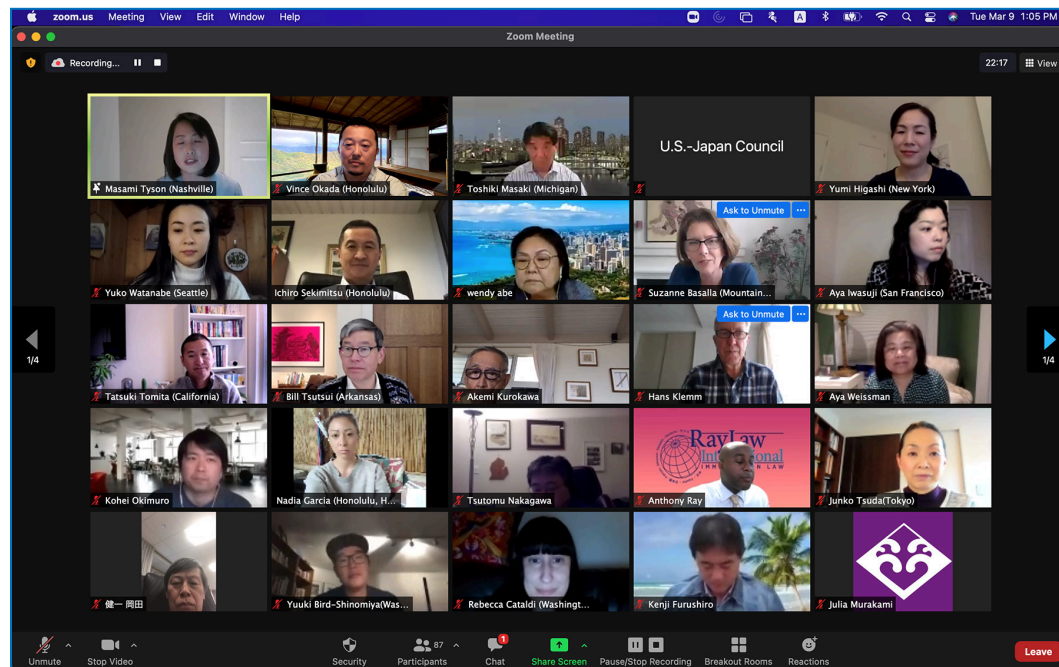 zoom.us Meeting View Edit Window Help
A
Tue Mar 9 1:05 PM
Zoom Meeting
Recording...
22:17
View
Masami Tyson (Nashville)
Vince Okada (Honolulu)
Toshiki Masaki (Michigan)
U.S.-Japan Council
Yumi Higashi (New York)
Yuko Watanabe (Seattle)
Ichiro Sekimitsu (Honolulu)
wendy abe
Ask to Unmute ...
Suzanne Basalla (Mountain...
Aya Iwasuji (San Francisco)
1/4
Tatsuki Tomita (California)
Bill Tsutsui (Arkansas)
Akemi Kurokawa
Ask to Unmute ...
Hans Klemm
Aya Weissman
1/4
Kohei Okimuro
Nadia Garcia (Honolulu, H...
Tsutomu Nakagawa
RayLaw
International
Anthony Ray
Junko Tsuda(Tokyo)
健一 岡田
Yuuki Bird-Shinomiya(Was...
Rebecca Cataldi (Washingt...
Kenji Furushiro
Julia Murakami
Unmute
Stop Video
Security
87
Participants
1
Chat
Share Screen
Pause/Stop Recording
Breakout Rooms
Reactions
Leave